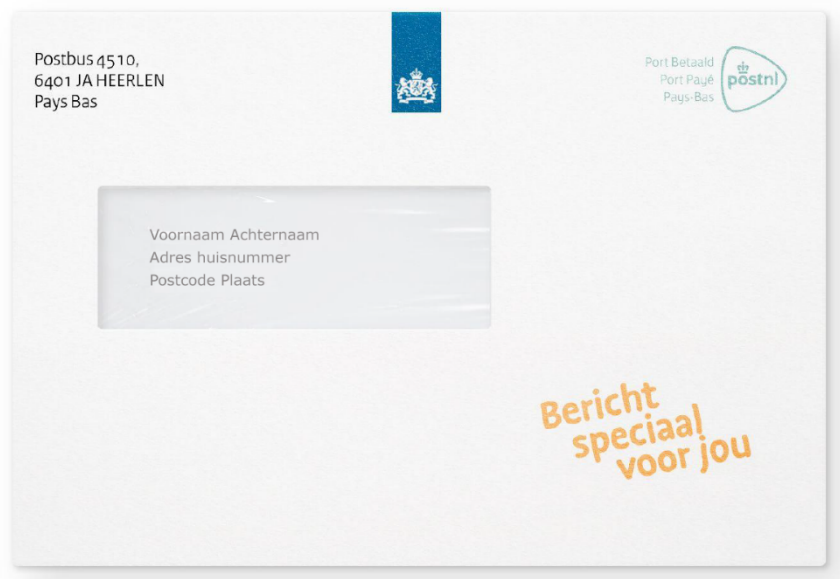 Postbus 4510,
6401 JA HEERLEN
Pays Bas
Port Betaald
Port Payé
Pays-Bas
postnl
Voornaam Achternaam
Adres huisnummer
Postcode Plaats
Bericht
speciaal
voor jou